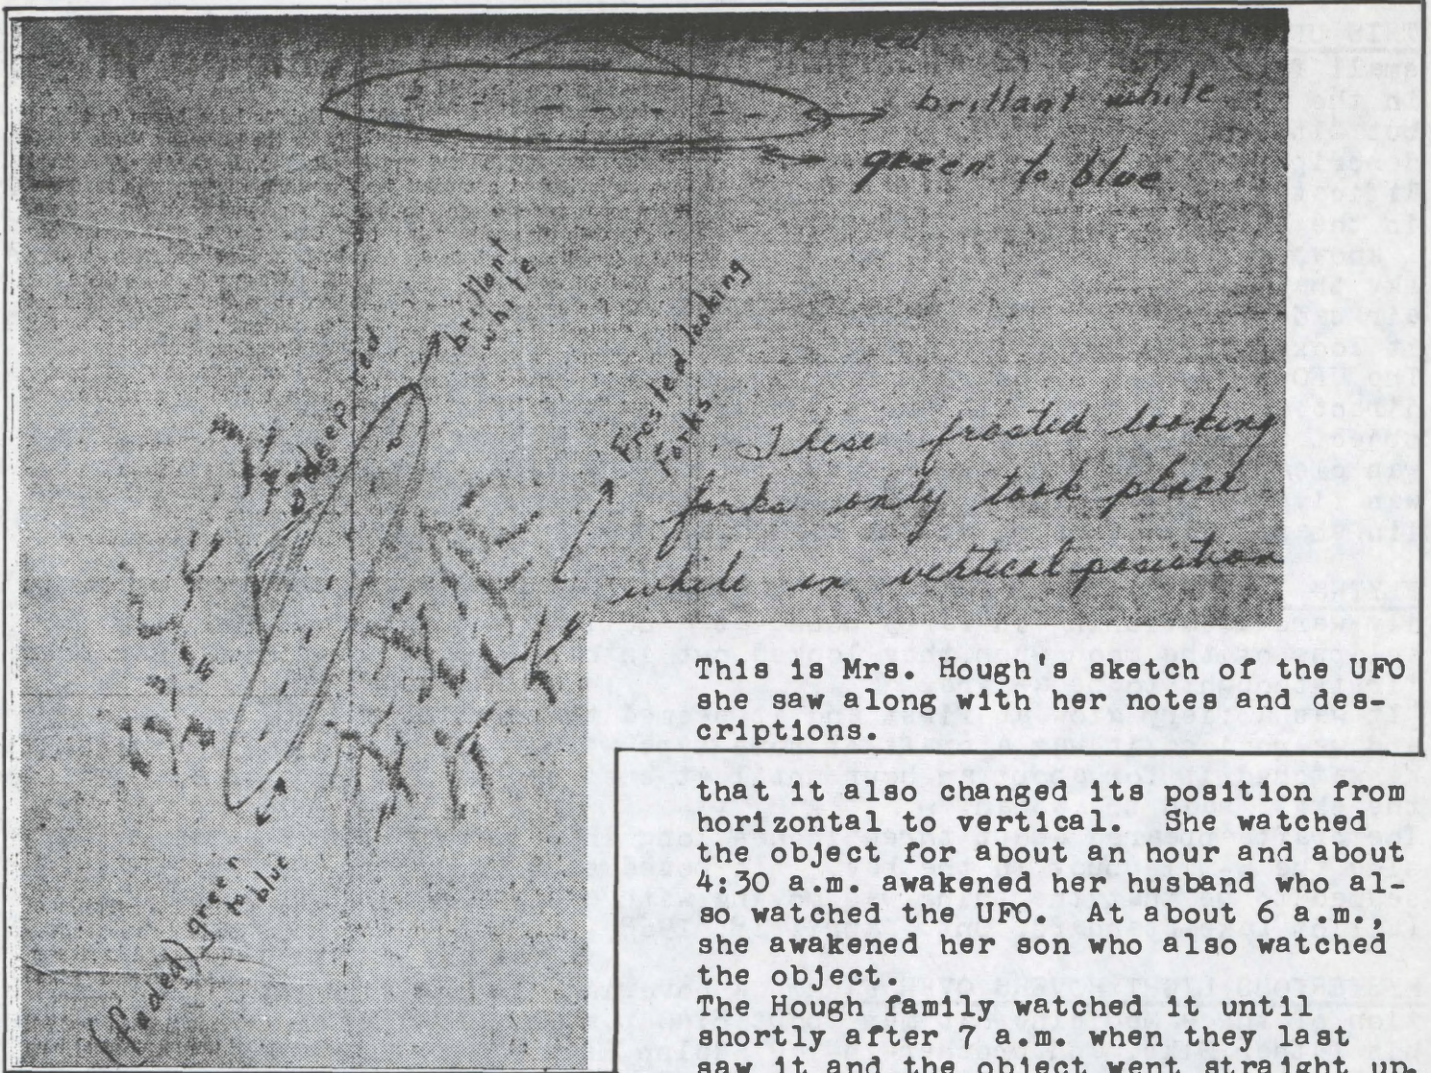 red
brillant white
green to blue
brillant
white
deep red
Frosted looking
forks
These frosted looking
forks only took place
while in vertical posistion
(faded) green
to blue
This is Mrs. Hough's sketch of the UFO
she saw along with her notes and des-
criptions.
that it also changed its position from
horizontal to vertical. She watched
the object for about an hour and about
4:30 a.m. awakened her husband who al-
so watched the UFO. At about 6 a.m.,
she awakened her son who also watched
the object.
The Hough family watched it until
shortly after 7 a.m. when they last
saw it and the object went straight up.